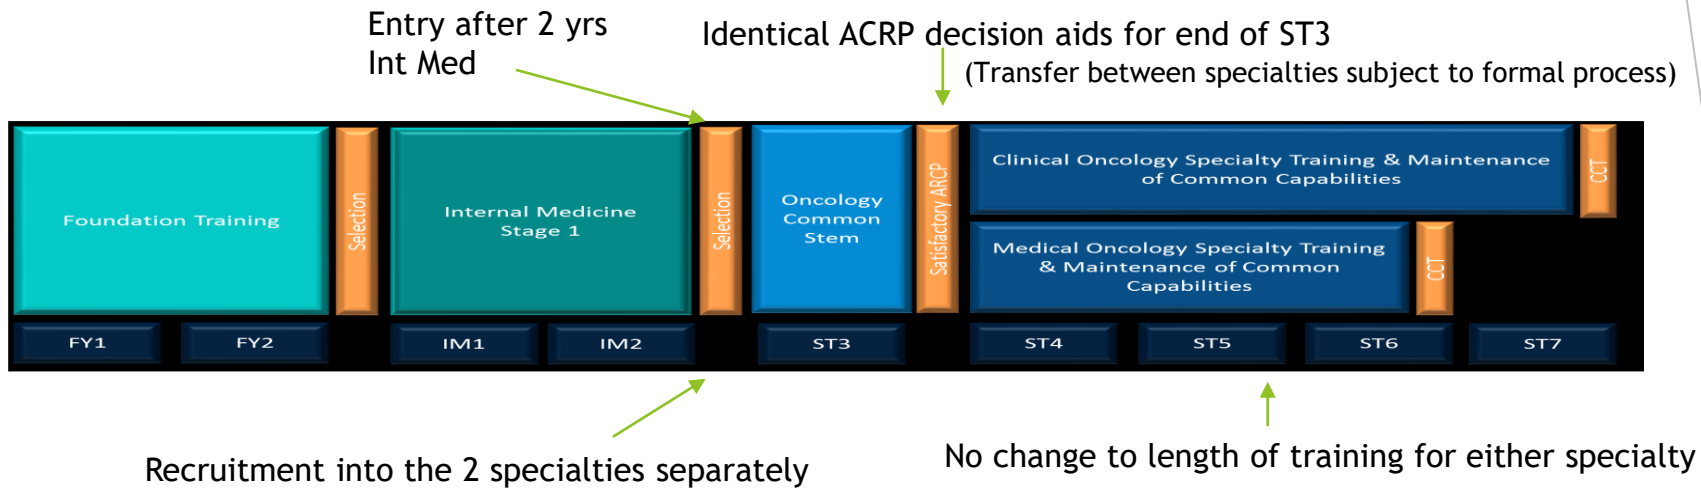 Entry after 2 yrs
Int Med
Identical ACRP decision aids for end of ST3
(Transfer between specialties subject to formal process)
Foundation Training
Selection
Internal Medicine
Stage 1
Selection
Oncology
Common
Stem
Satisfactory ARCP
Clinical Oncology Specialty Training & Maintenance
of Common Capabilities
CCT
Medical Oncology Specialty Training
& Maintenance of Common
Capabilities
CCT
FY1
FY2
IM1
IM2
ST3
ST4
ST5
ST6
ST7
Recruitment into the 2 specialties separately
No change to length of training for either specialty